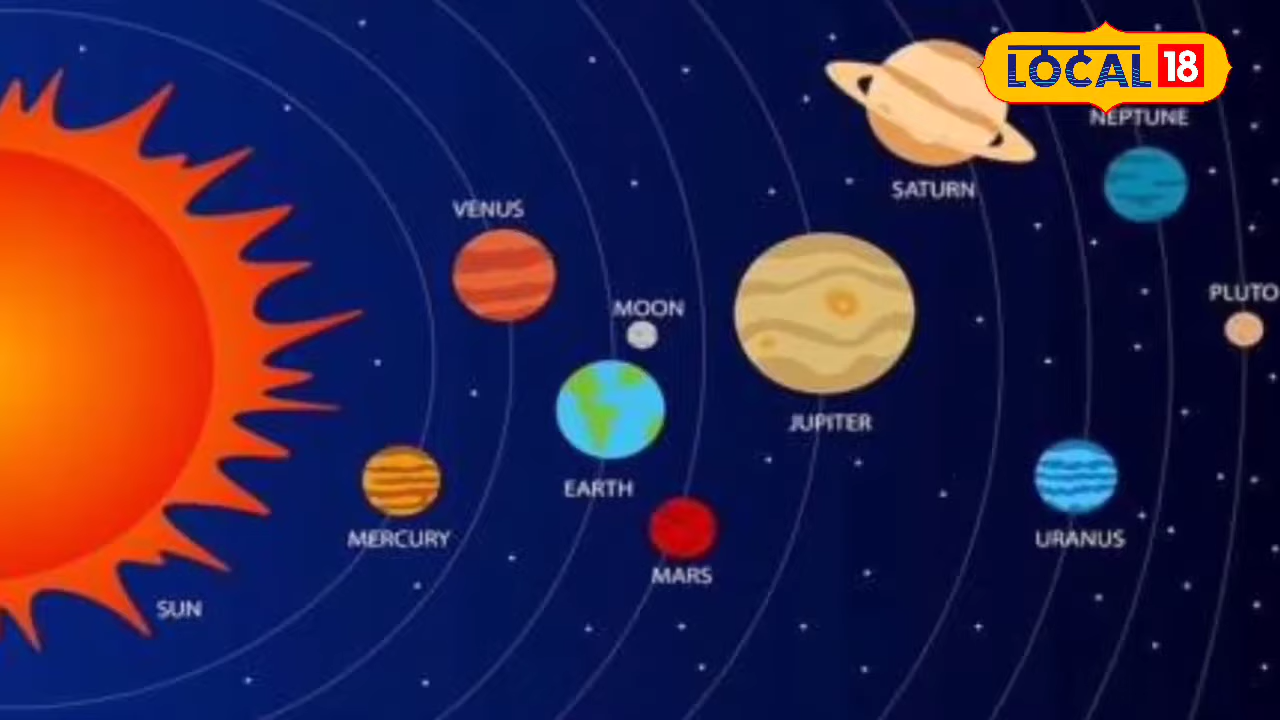 LOCAL 18
NEPTUNE
SATURN
VENUS
PLUTO
MOON
JUPITER
EARTH
MERCURY
URANUS
MARS
SUN